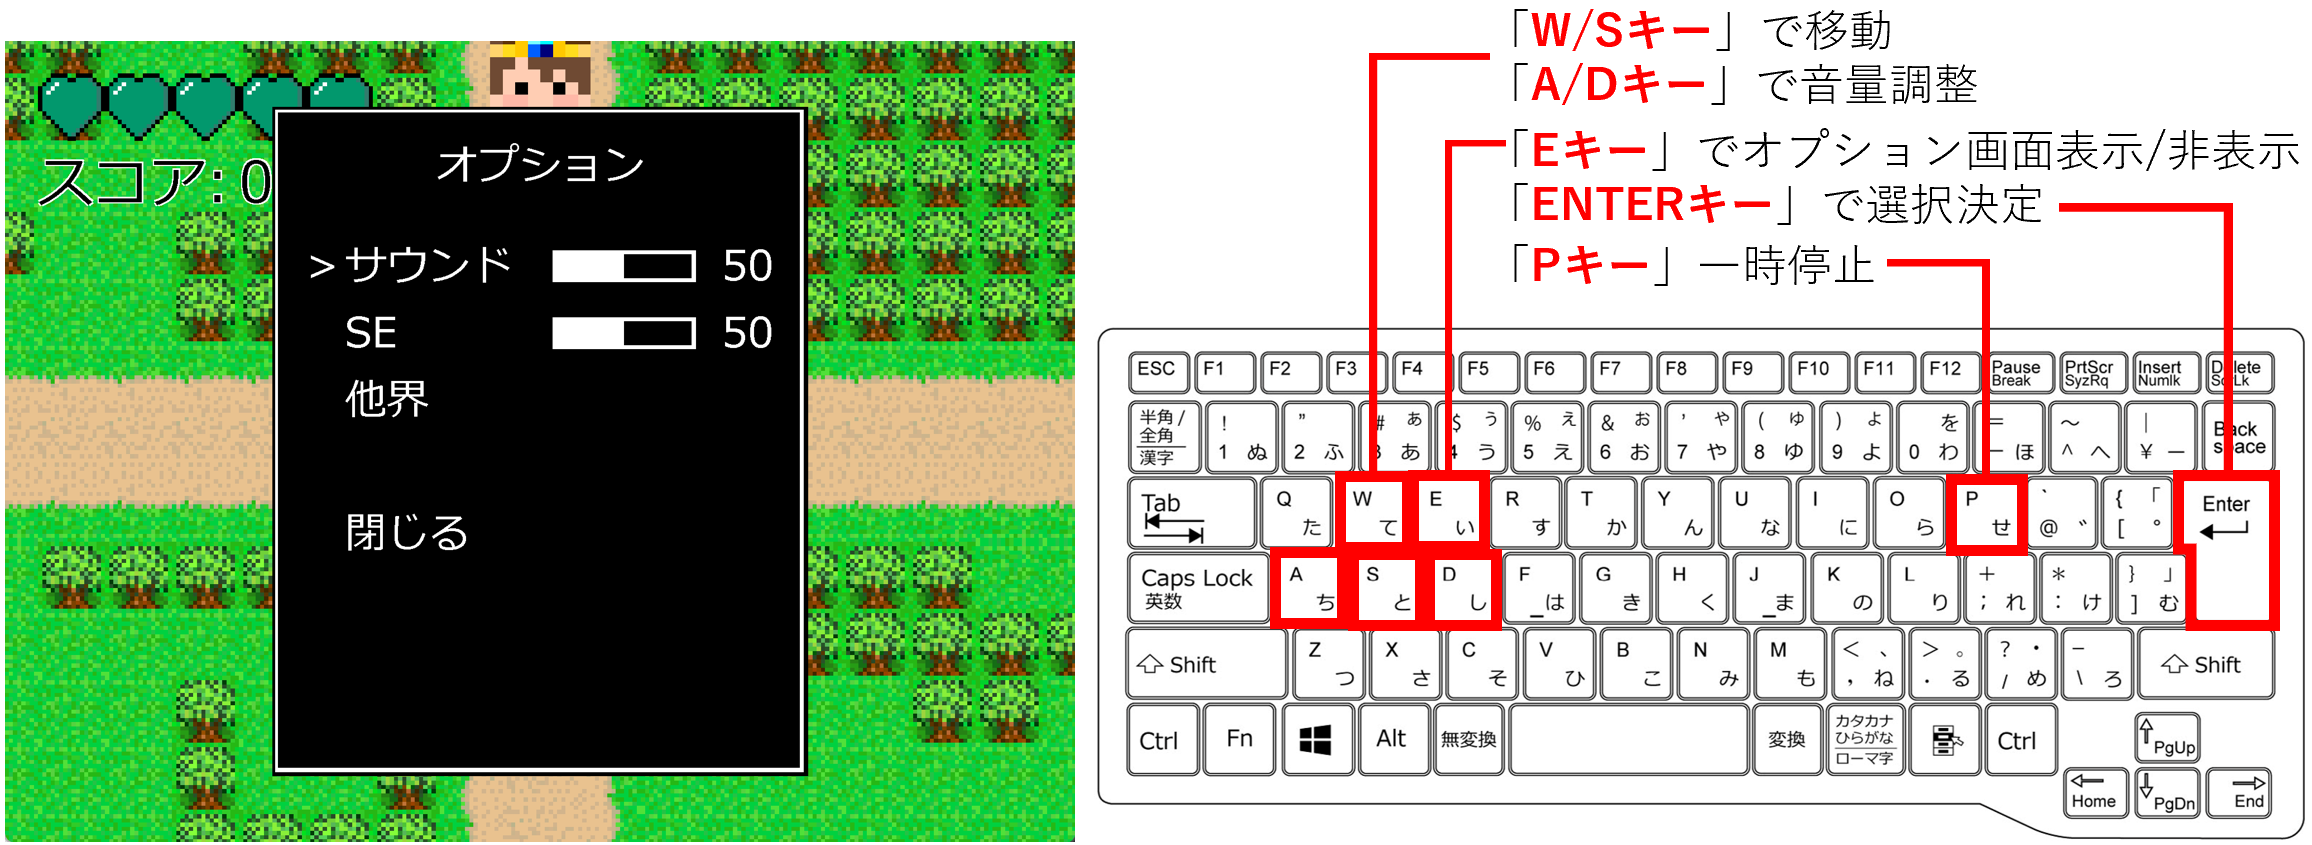 スコア:0
オプション
>サウンド 50
SE 50
他界
閉じる
「W/Sキー」で移動
「A/Dキー」で音量調整
「Eキー」でオプション画面表示/非表示
「ENTERキー」で選択決定
「Pキー」一時停止
ESC F1 F2 F3 F4 F5 F6 F7 F8 F9 F10 F11 F12 Pause Break PrtScr SyzRq Insert Numlk
半角/全角 漢字 ! 1 ぬ " 2 ふ # ぁ あ $ ぅ 4 う % ぇ 5 え & ぉ 6 お ' ゃ 7 や ( ゅ 8 ゆ ) ょ 9 よ を 0 わ = ー ほ ～ ^ へ | ¥ ー Back space
Tab Q た W て E い R す T か Y ん U な I に O ら P せ ` @ ゛ { 「 [ ゜ Enter
Caps Lock 英数 A ち S と D し F は G き H く J ま K の L り + ; れ * : け } 」 ] む
Shift Z つ X さ C そ V ひ B こ N み M も < 、 , ね > 。 . る ? ・ / め _ \ ろ Shift
Ctrl Fn Alt 無変換 変換 カタカナ ひらがな ローマ字 Ctrl PgUp
Home PgDn End